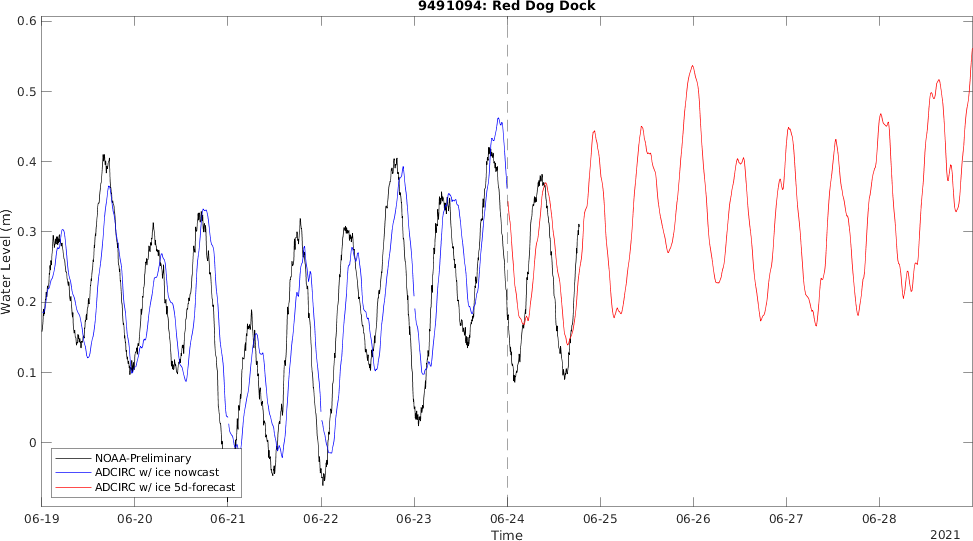 9491094: Red Dog Dock
Water Level (m)
0.6
0.5
0.4
0.3
0.2
0.1
0
NOAA-Preliminary
ADCIRC w/ ice nowcast
ADCIRC w/ ice 5d-forecast
06-19 06-20 06-21 06-22 06-23 06-24 06-25 06-26 06-27 06-28
Time
2021